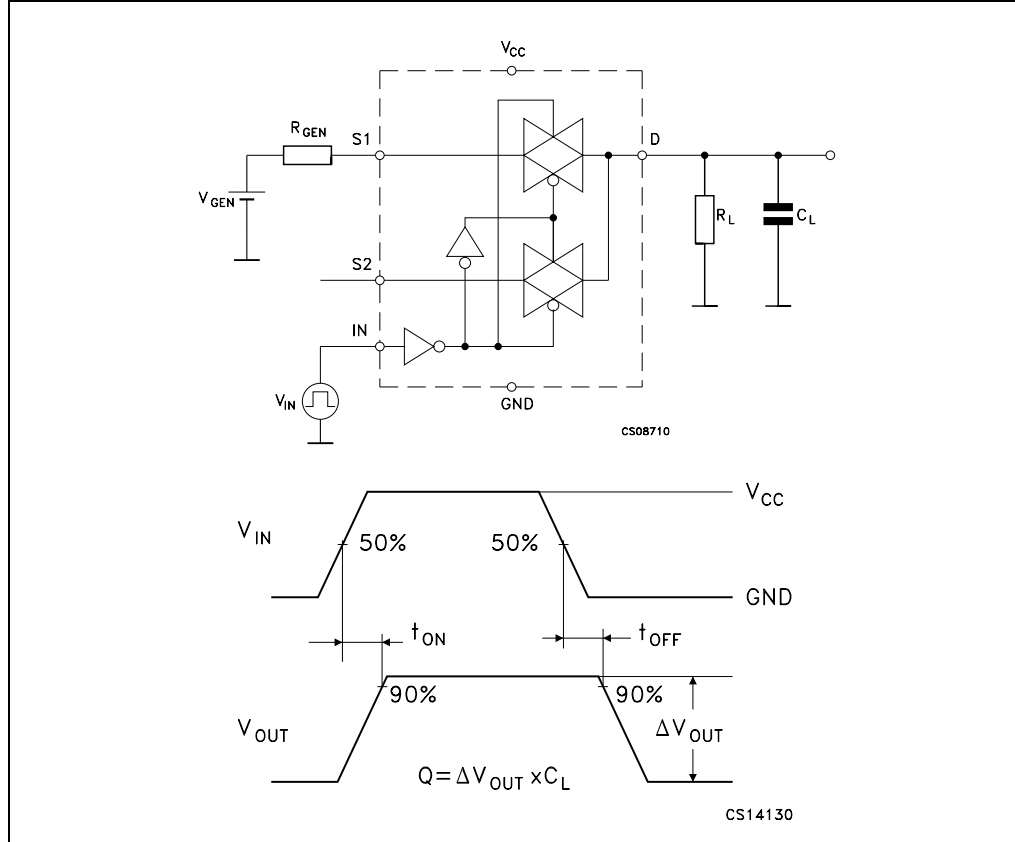 VCC
RGEN
S1
D
VGEN
RL
CL
S2
IN
VIN
GND
CS08710
VCC
VIN
50%
50%
GND
tON
tOFF
90%
90%
VOUT
ΔVOUT
Q=ΔVOUT xCL
CS14130